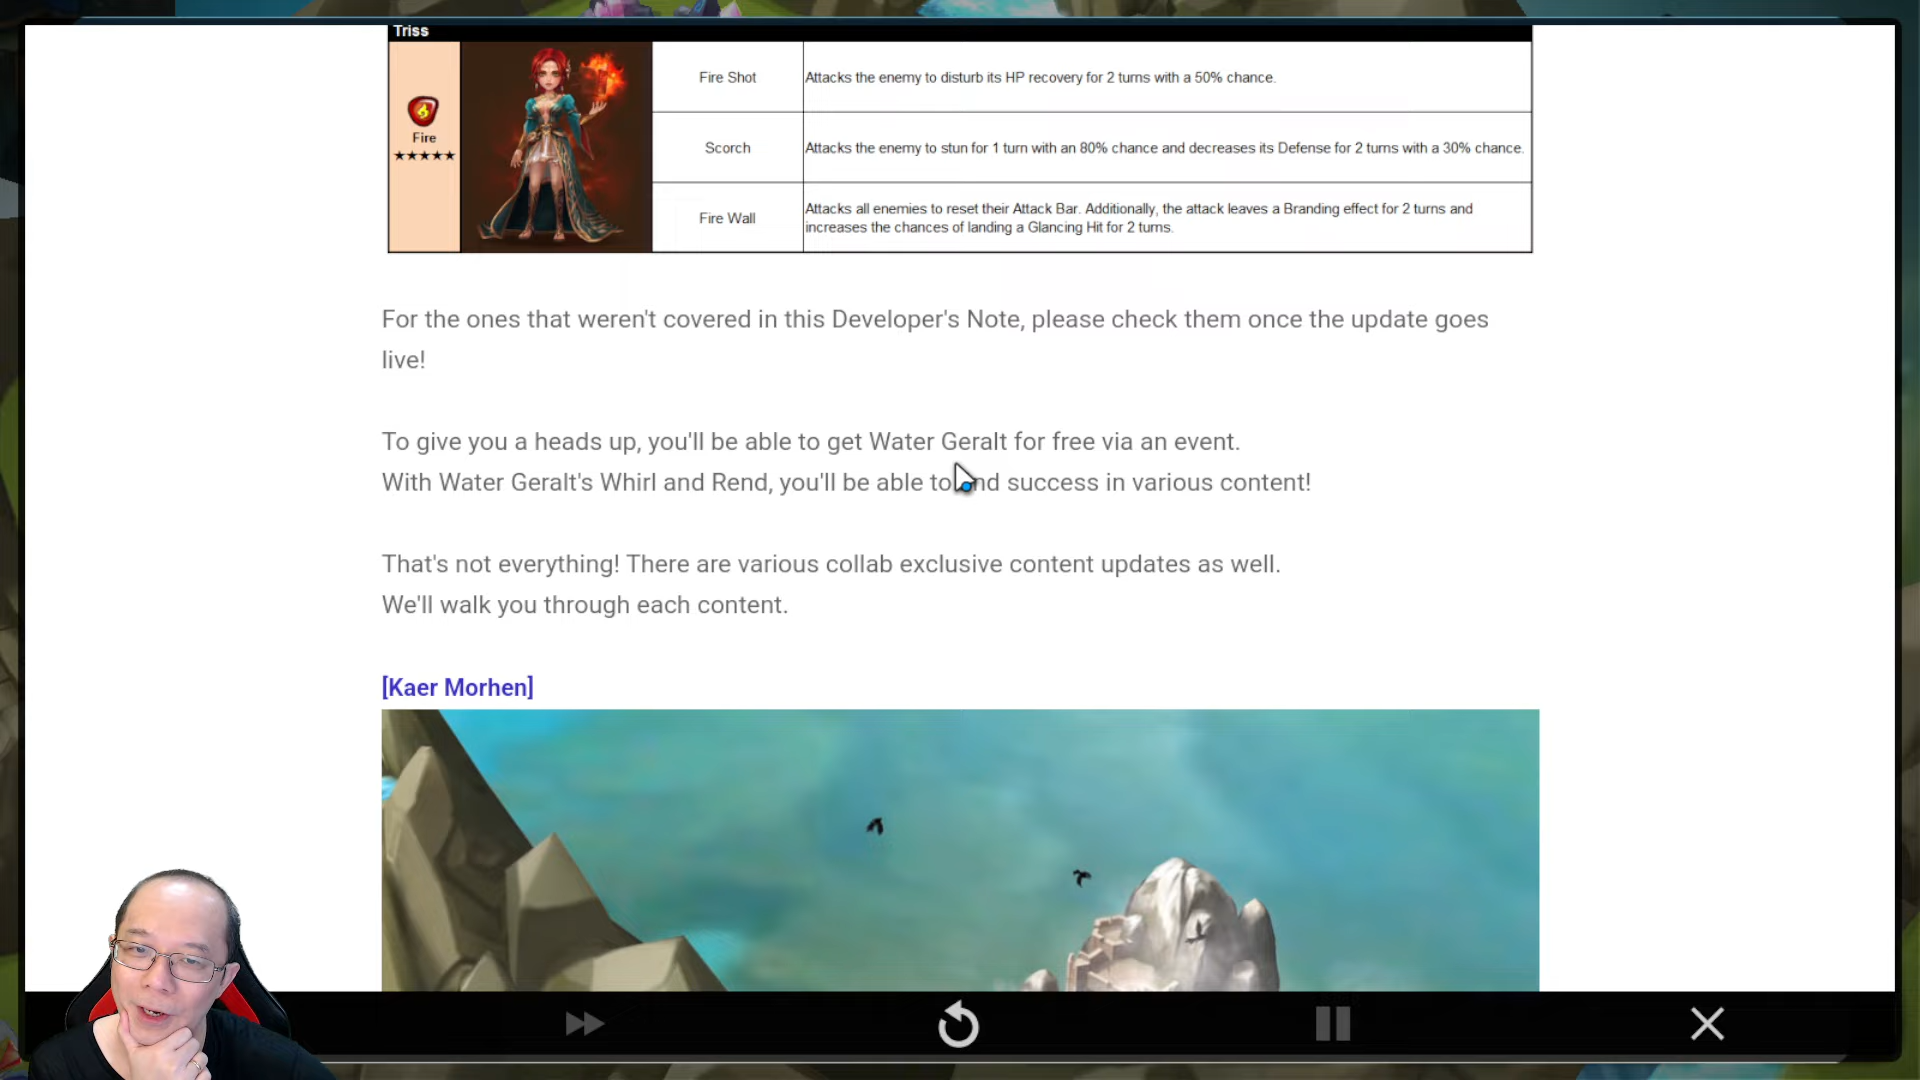 Triss
Fire
★★★★★
Fire Shot
Attacks the enemy to disturb its HP recovery for 2 turns with a 50% chance.
Scorch
Attacks the enemy to stun for 1 turn with an 80% chance and decreases its Defense for 2 turns with a 30% chance.
Fire Wall
Attacks all enemies to reset their Attack Bar. Additionally, the attack leaves a Branding effect for 2 turns and
increases the chances of landing a Glancing Hit for 2 turns.
For the ones that weren't covered in this Developer's Note, please check them once the update goes
live!
To give you a heads up, you'll be able to get Water Geralt for free via an event.
With Water Geralt's Whirl and Rend, you'll be able to success in various content!
That's not everything! There are various collab exclusive content updates as well.
We'll walk you through each content.
[Kaer Morhen]